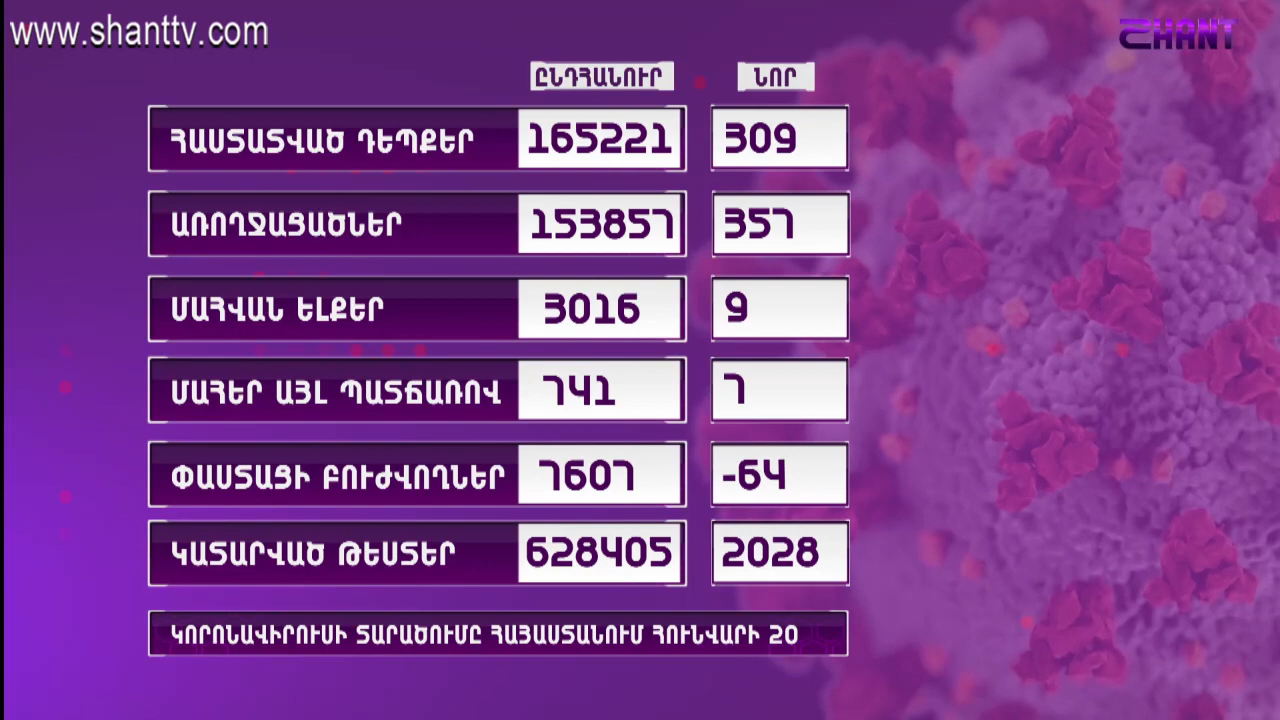 www.shanttv.com
SHANT
ԸՆԴՀԱՆՈՒՐ ՆՈՐ
ՀԱՍՏԱՏՎԱԾ ԴԵՊՔԵՐ 165221 309
ԱՌՈՂՋԱՑԱԾՆԵՐ 153857 357
ՄԱՀՎԱՆ ԵԼՔԵՐ 3016 9
ՄԱՀԵՐ ԱՅԼ ՊԱՏՃԱՌՈՎ 741 7
ՓԱՍՏԱՑԻ ԲՈՒԺՎՈՂՆԵՐ 7607 -64
ԿԱՏԱՐՎԱԾ ԹԵՍՏԵՐ 628405 2028
ԿՈՐՈՆԱՎԻՐՈՒՍԻ ՏԱՐԱԾՈՒՄԸ ՀԱՅԱՍՏԱՆՈՒՄ ՀՈՒՆՎԱՐԻ 20